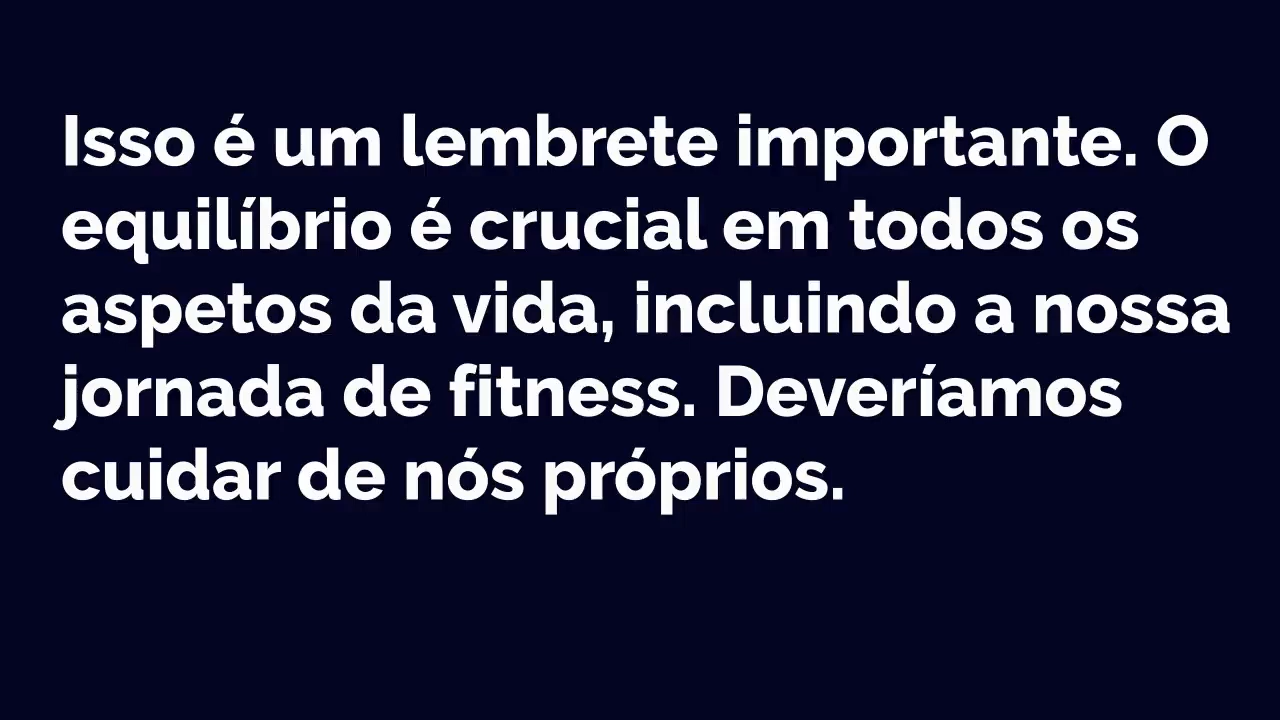 Isso é um lembrete importante. O
equilíbrio é crucial em todos os
aspetos da vida, incluindo a nossa
jornada de fitness. Deveríamos
cuidar de nós próprios.